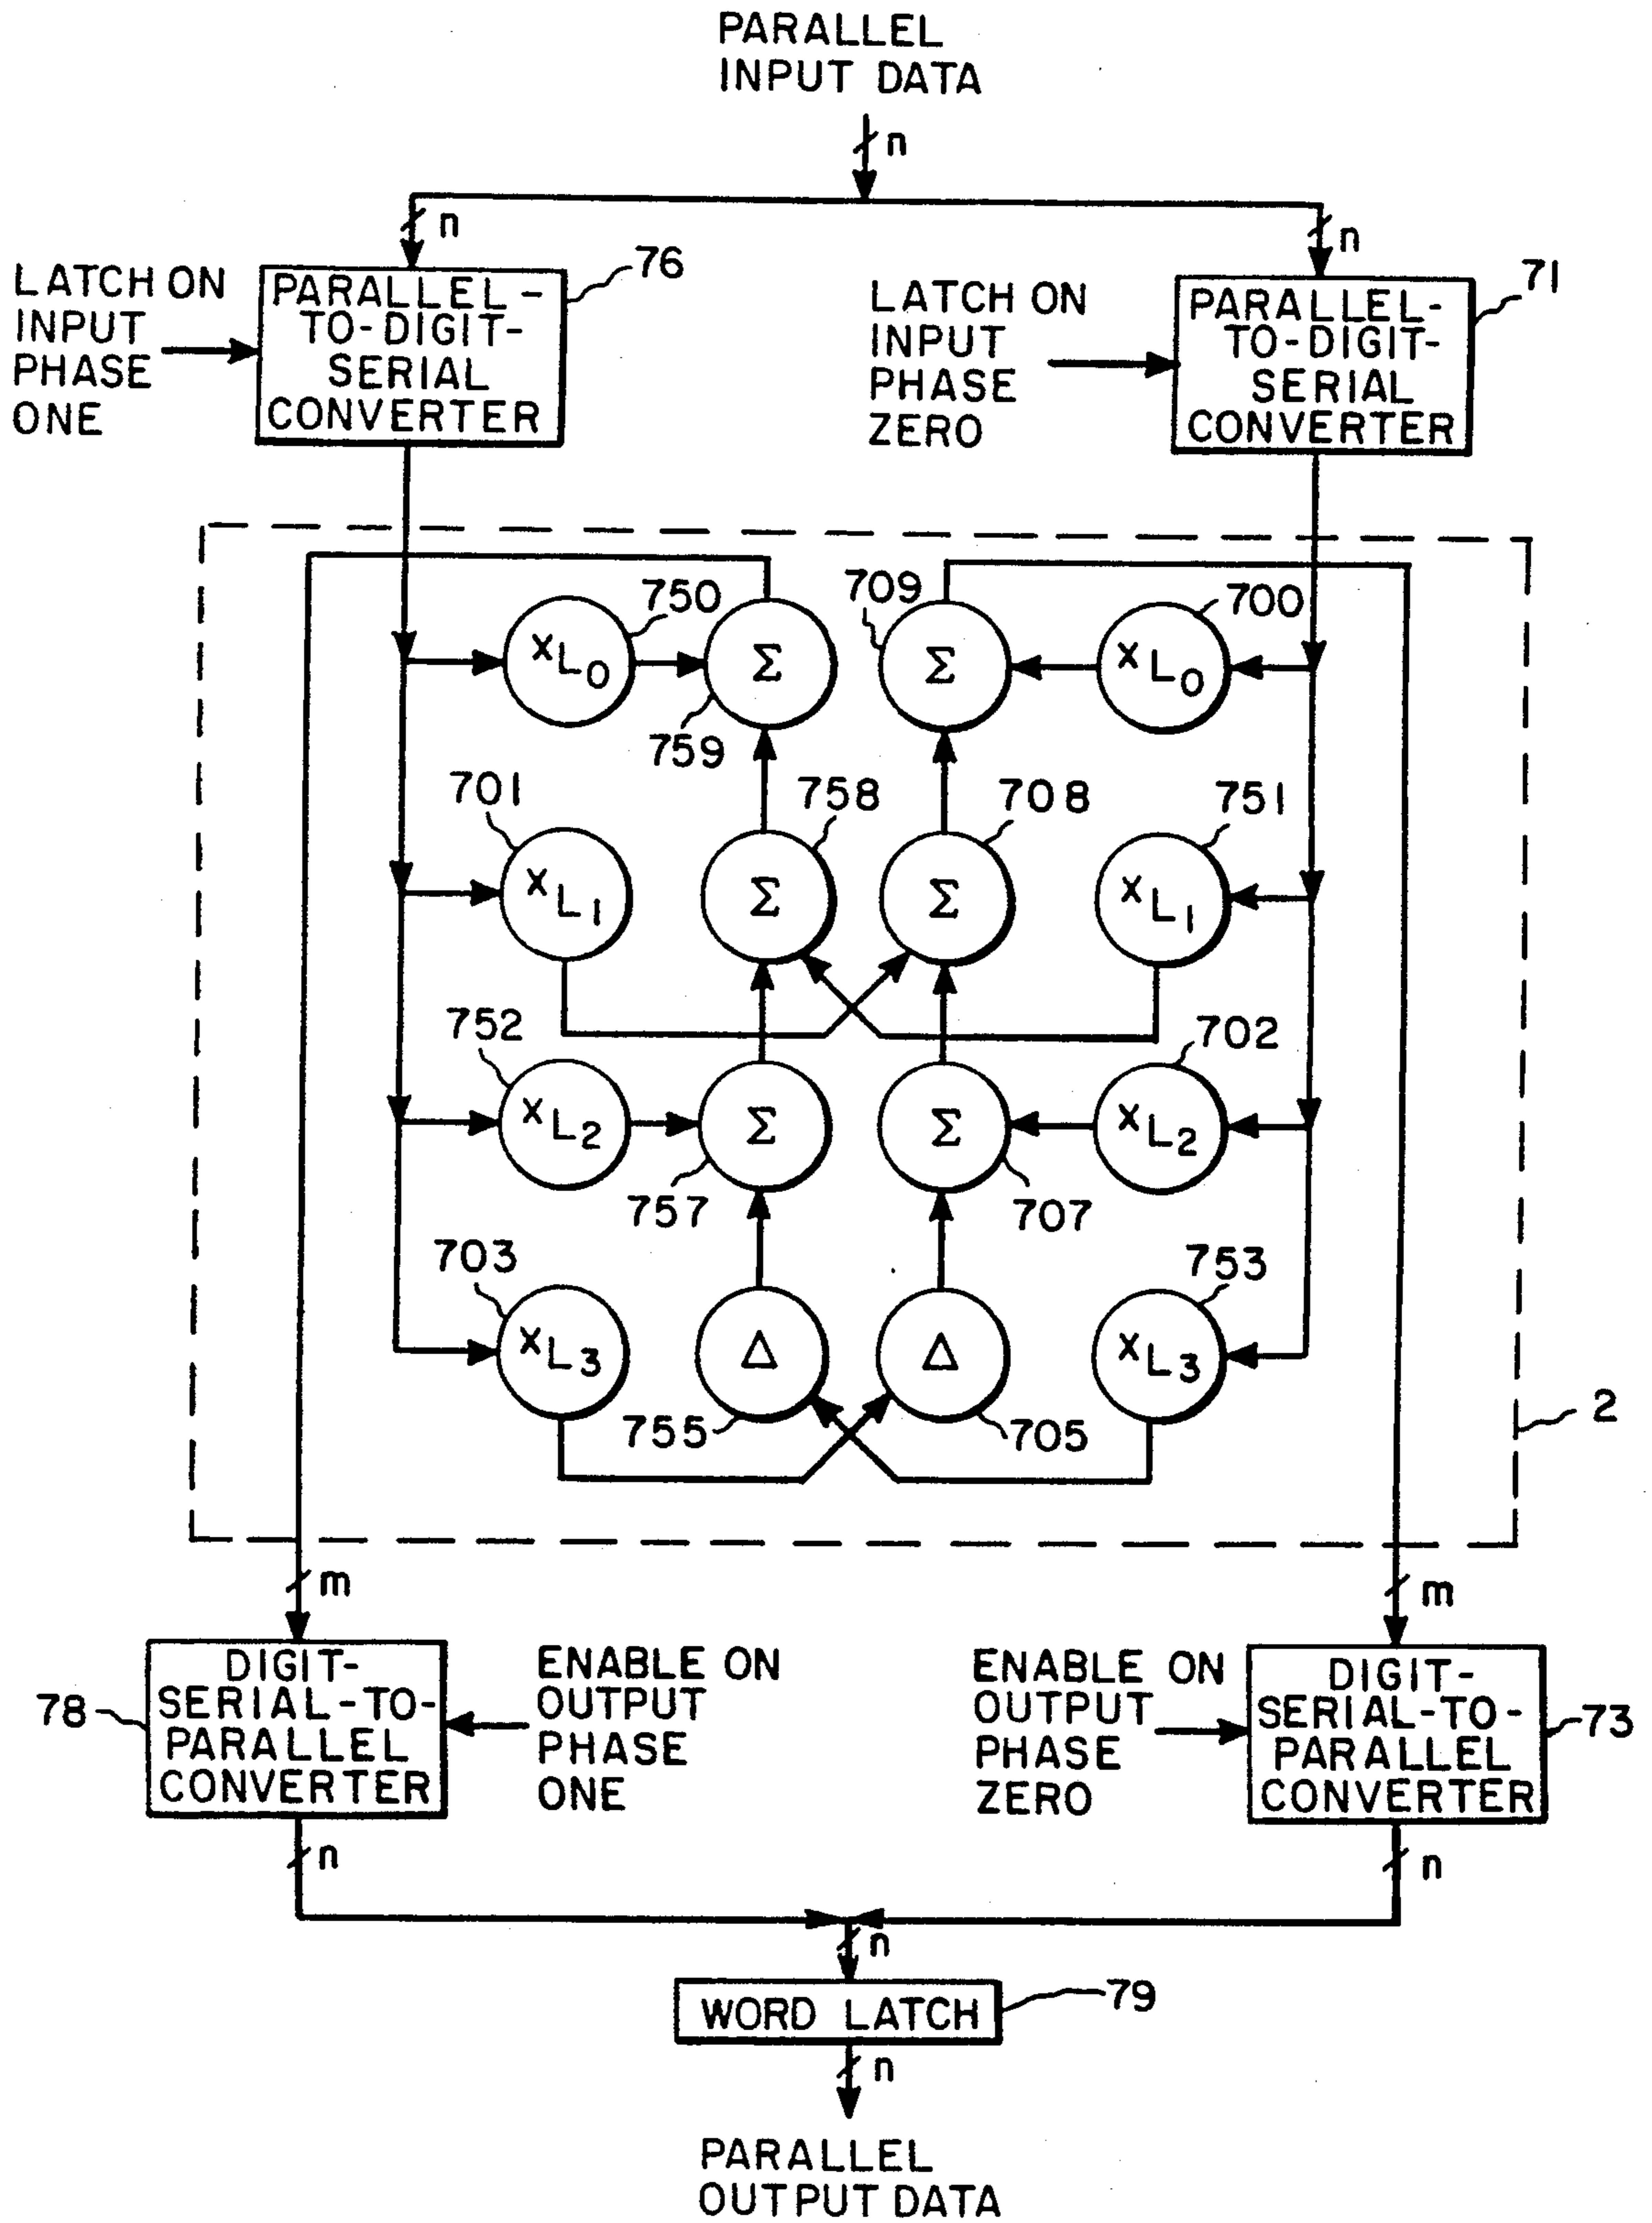 PARALLEL
INPUT DATA
n
n
n
LATCH ON
INPUT
PHASE
ONE
PARALLEL-
TO-DIGIT-
SERIAL
CONVERTER
76
LATCH ON
INPUT
PHASE
ZERO
PARALLEL-
TO-DIGIT-
SERIAL
CONVERTER
71
750
709
700
XL0
Σ
Σ
XL0
759
701
758
708
751
XL1
Σ
Σ
XL1
752
702
XL2
Σ
Σ
XL2
757
707
703
753
XL3
Δ
Δ
XL3
755
705
2
m
m
78
DIGIT-
SERIAL-TO-
PARALLEL
CONVERTER
ENABLE ON
OUTPUT
PHASE
ONE
ENABLE ON
OUTPUT
PHASE
ZERO
DIGIT-
SERIAL-TO-
PARALLEL
CONVERTER
73
n
n
n
WORD LATCH
79
n
PARALLEL
OUTPUT DATA